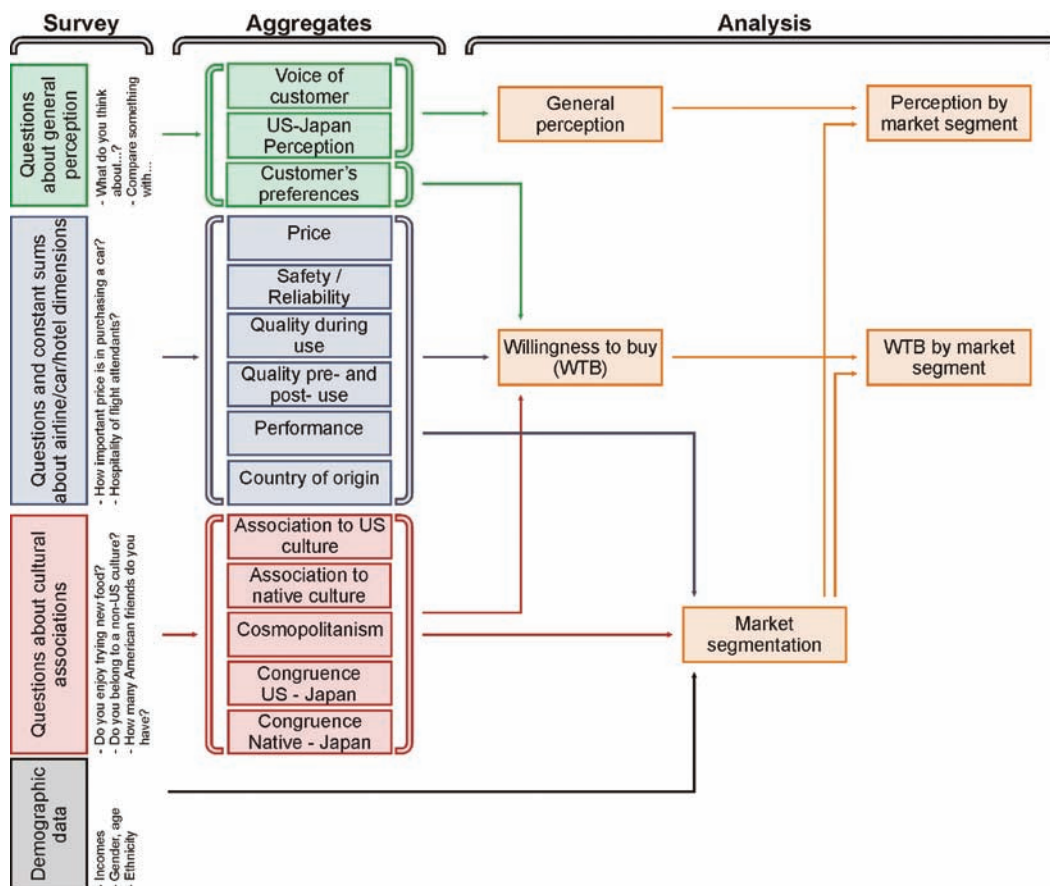 Survey
Aggregates
Analysis
Questions
about general
perception
- What do you think
about...?
- Compare something
with...
Voice of
customer
US-Japan
Perception
Customer's
preferences
General
perception
Perception by
market segment
Questions and constant sums
about airline/car/hotel dimensions
- How important price is in purchasing a car?
- Hospitality of flight attendants?
Price
Safety /
Reliability
Quality during
use
Quality pre- and
post- use
Performance
Country of origin
Willingness to buy
(WTB)
WTB by market
segment
Questions about cultural
associations
- Do you enjoy trying new food?
- Do you belong to a non-US culture?
- How many American friends do you
have?
Association to US
culture
Association to
native culture
Cosmopolitanism
Congruence
US - Japan
Congruence
Native - Japan
Market
segmentation
Demographic
data
- Incomes
- Gender, age
- Ethnicity